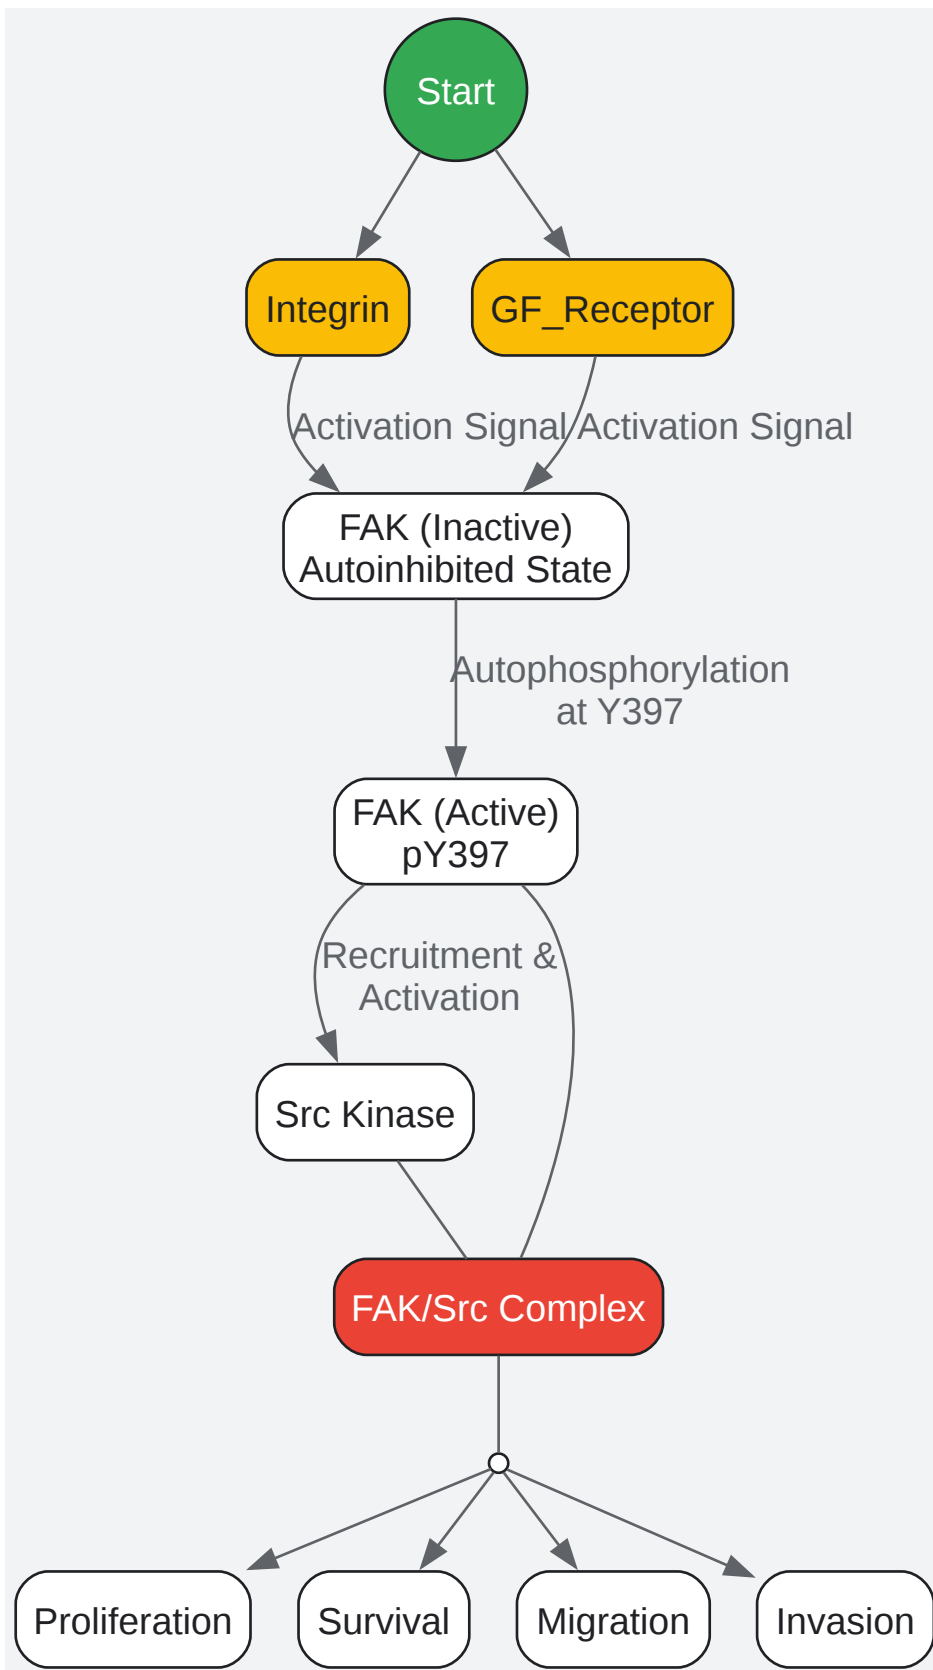 Start
Integrin
GF_Receptor
Activation Signal
Activation Signal
FAK (Inactive)
Autoinhibited State
Autophosphorylation
at Y397
FAK (Active)
pY397
Recruitment &
Activation
Src Kinase
FAK/Src Complex
Proliferation
Survival
Migration
Invasion